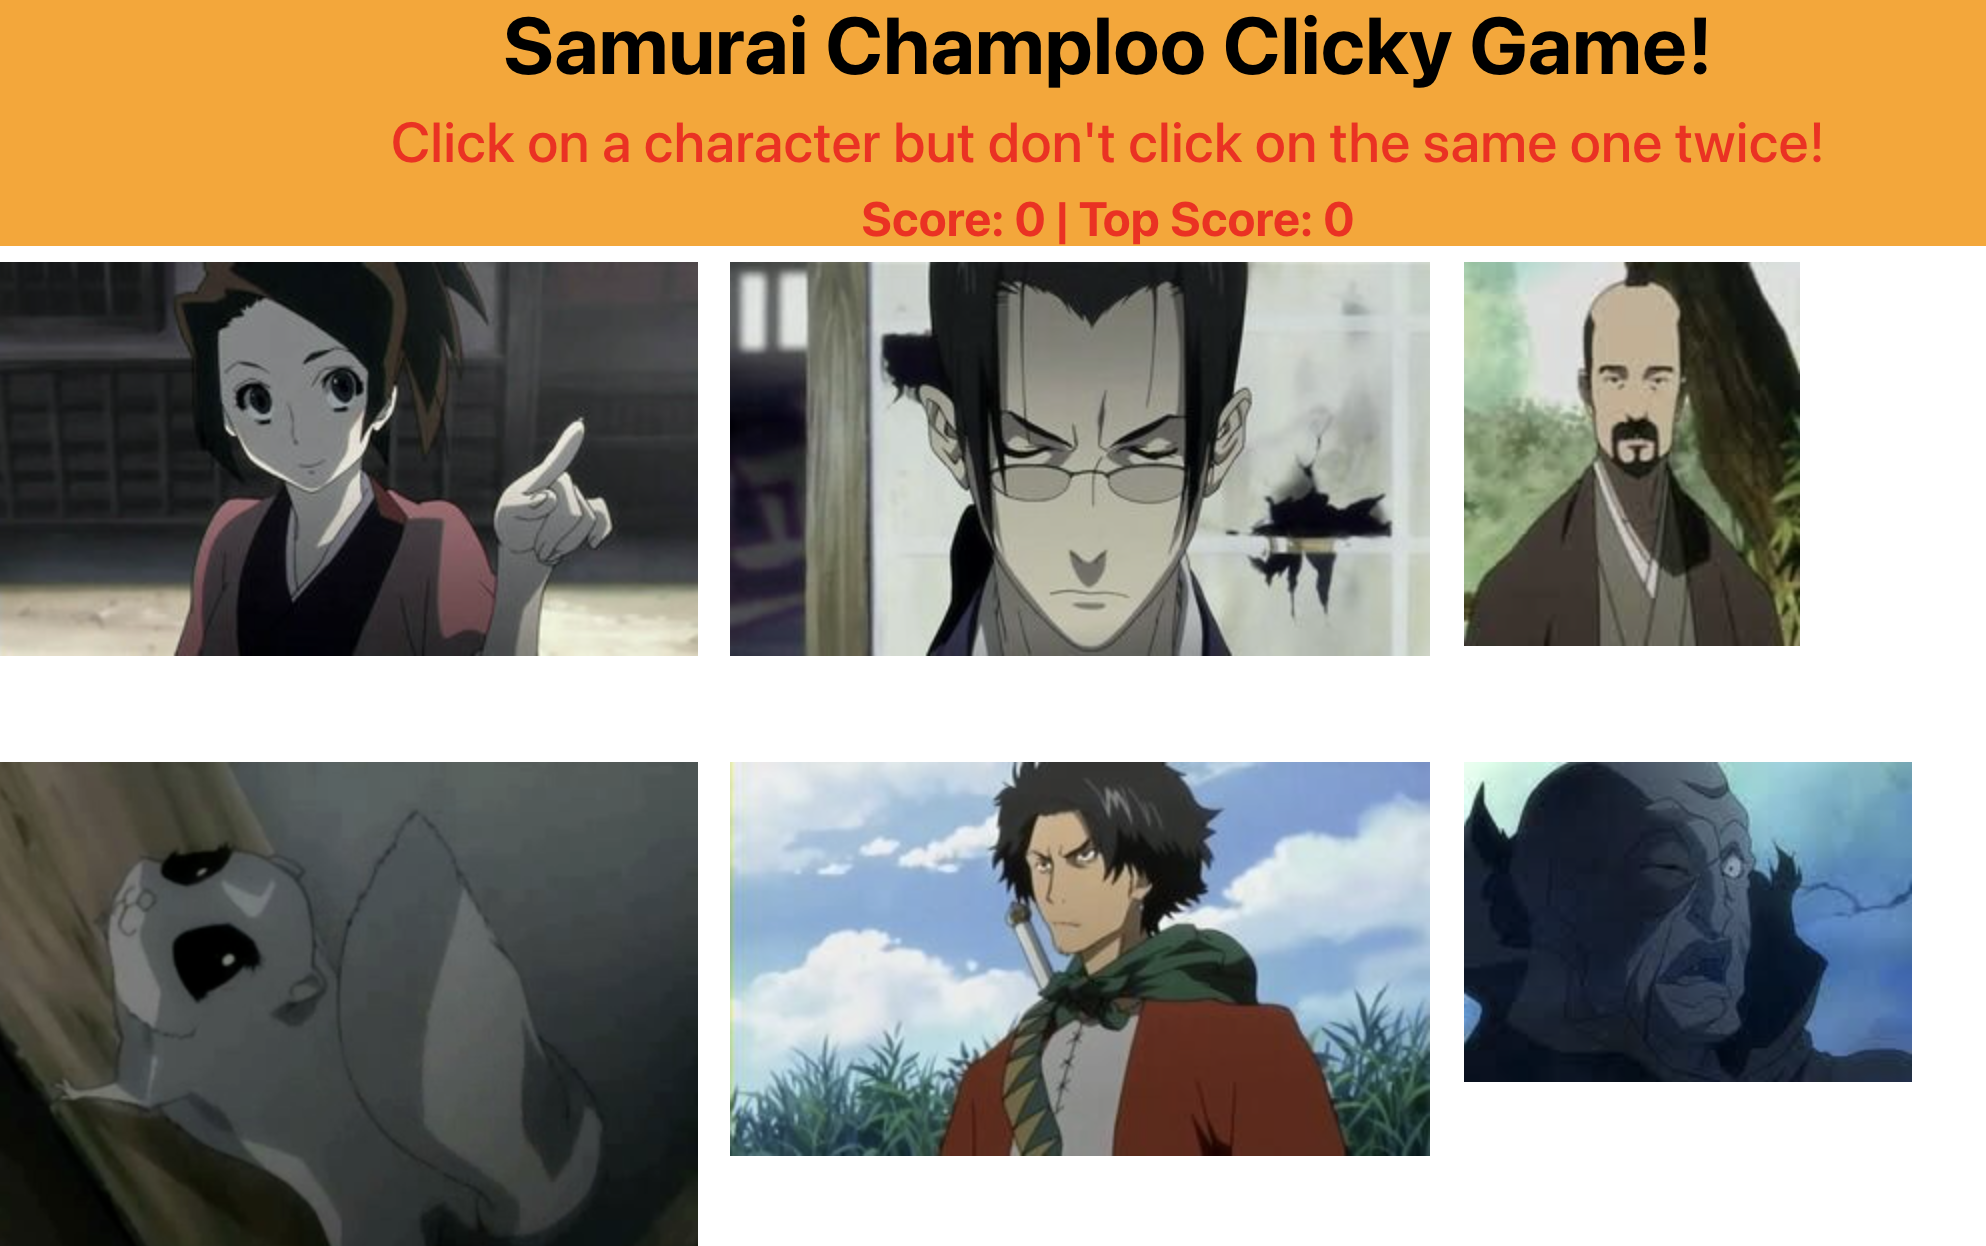 Samurai Champloo Clicky Game!
Click on a character but don't click on the same one twice!
Score: 0 | Top Score: 0